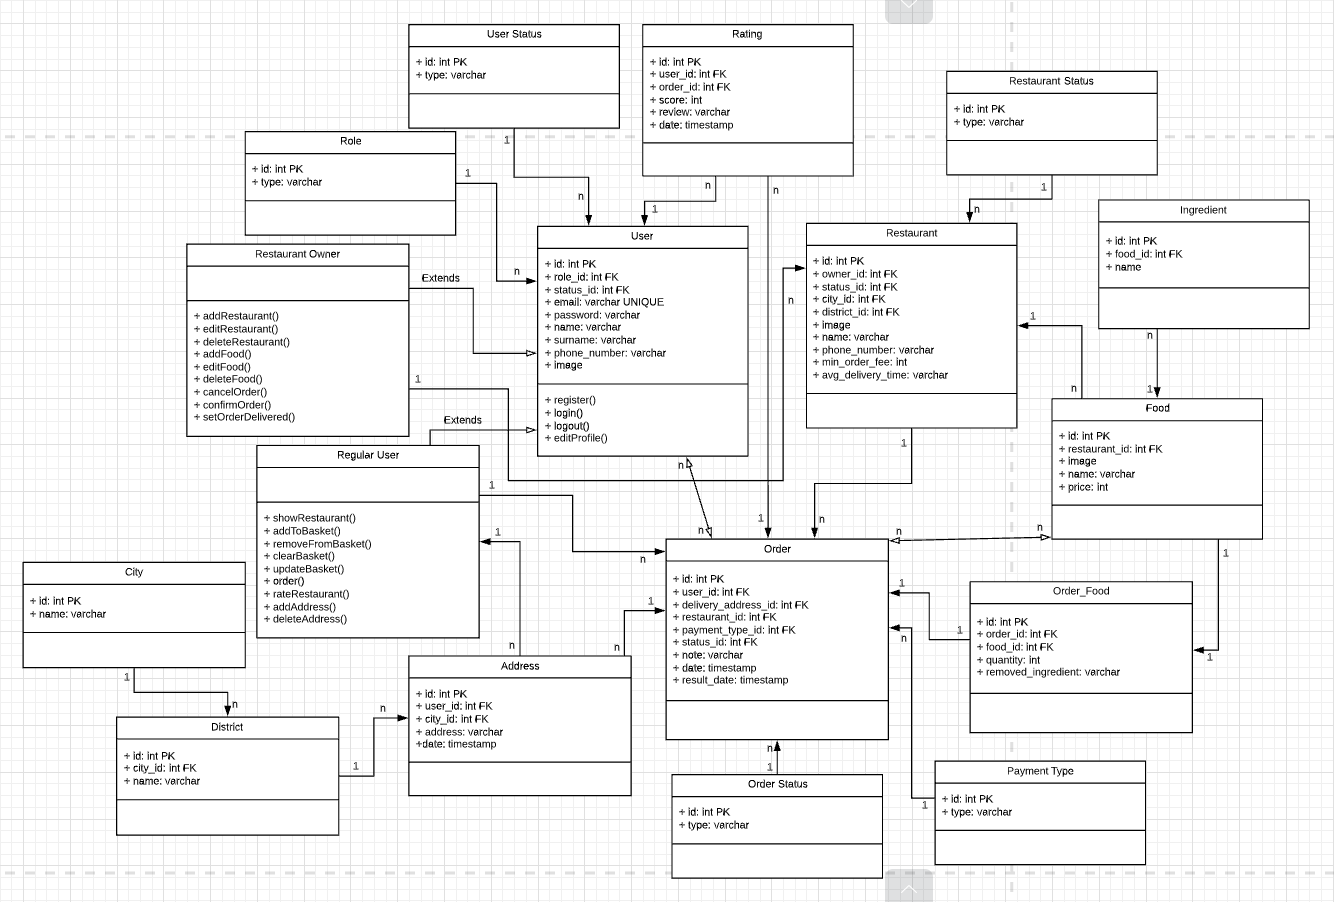 User Status
+ id: int PK
+ type: varchar
1
n
Rating
+ id: int PK
+ user_id: int FK
+ order_id: int FK
+ score: int
+ review: varchar
+ date: timestamp
n
1
n
1
Restaurant Status
+ id: int PK
+ type: varchar
1
n
Role
+ id: int PK
+ type: varchar
1
n
Ingredient
+ id: int PK
+ food_id: int FK
+ name
n
1
Restaurant Owner
+ addRestaurant()
+ editRestaurant()
+ deleteRestaurant()
+ addFood()
+ editFood()
+ deleteFood()
+ cancelOrder()
+ confirmOrder()
+ setOrderDelivered()
Extends
1
n
User
+ id: int PK
+ role_id: int FK
+ status_id: int FK
+ email: varchar UNIQUE
+ password: varchar
+ name: varchar
+ surname: varchar
+ phone_number: varchar
+ image
+ register()
+ login()
+ logout()
+ editProfile()
n
n
Restaurant
+ id: int PK
+ owner_id: int FK
+ status_id: int FK
+ city_id: int FK
+ district_id: int FK
+ image
+ name: varchar
+ phone_number: varchar
+ min_order_fee: int
+ avg_delivery_time: varchar
1
n
1
n
Food
+ id: int PK
+ restaurant_id: int FK
+ image
+ name: varchar
+ price: int
n
n
1
1
Extends
Regular User
+ showRestaurant()
+ addToBasket()
+ removeFromBasket()
+ clearBasket()
+ updateBasket()
+ order()
+ rateRestaurant()
+ addAddress()
+ deleteAddress()
1
n
1
n
Order
+ id: int PK
+ user_id: int FK
+ delivery_address_id: int FK
+ restaurant_id: int FK
+ payment_type_id: int FK
+ status_id: int FK
+ note: varchar
+ date: timestamp
+ result_date: timestamp
1
n
1
1
n
Order_Food
+ id: int PK
+ order_id: int FK
+ food_id: int FK
+ quantity: int
+ removed_ingredient: varchar
City
+ id: int PK
+ name: varchar
1
n
District
+ id: int PK
+ city_id: int FK
+ name: varchar
1
n
Address
+ id: int PK
+ user_id: int FK
+ city_id: int FK
+ address: varchar
+date: timestamp
n
1
Order Status
+ id: int PK
+ type: varchar
Payment Type
+ id: int PK
+ type: varchar
1